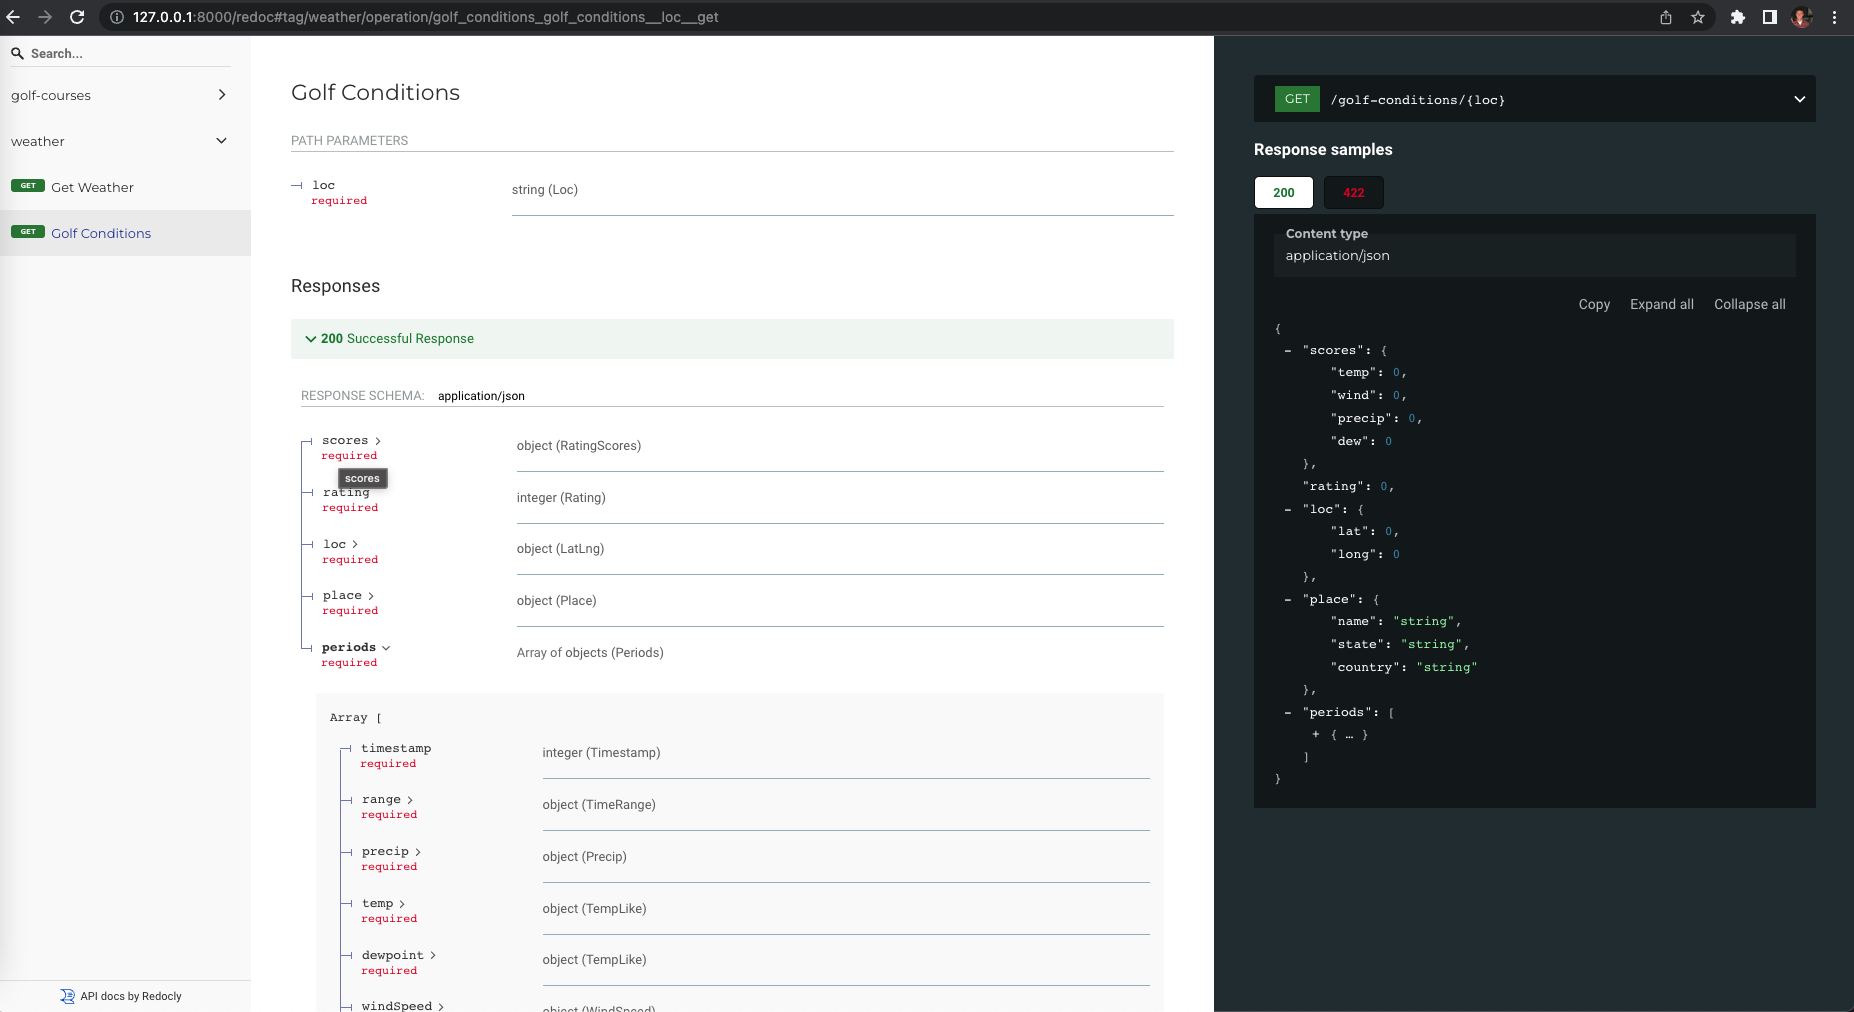 127.0.0.1:8000/redoc#tag/weather/operation/golf_conditions_golf_conditions__loc__get
Search...
golf-courses
weather
GET Get Weather
GET Golf Conditions
API docs by Redocly
Golf Conditions
PATH PARAMETERS
loc
required
string (Loc)
Responses
200 Successful Response
RESPONSE SCHEMA: application/json
scores
required
object (RatingScores)
scores
rating
required
integer (Rating)
loc
required
object (LatLng)
place
required
object (Place)
periods
required
Array of objects (Periods)
Array [
timestamp
required
integer (Timestamp)
range
required
object (TimeRange)
precip
required
object (Precip)
temp
required
object (TempLike)
dewpoint
required
object (TempLike)
windSpeed
object (WindSpeed)
GET /golf-conditions/{loc}
Response samples
200 422
Content type
application/json
Copy Expand all Collapse all
{
- "scores": {
"temp": 0,
"wind": 0,
"precip": 0,
"dew": 0
},
"rating": 0,
- "loc": {
"lat": 0,
"long": 0
},
- "place": {
"name": "string",
"state": "string",
"country": "string"
},
- "periods": [
+ { … }
]
}